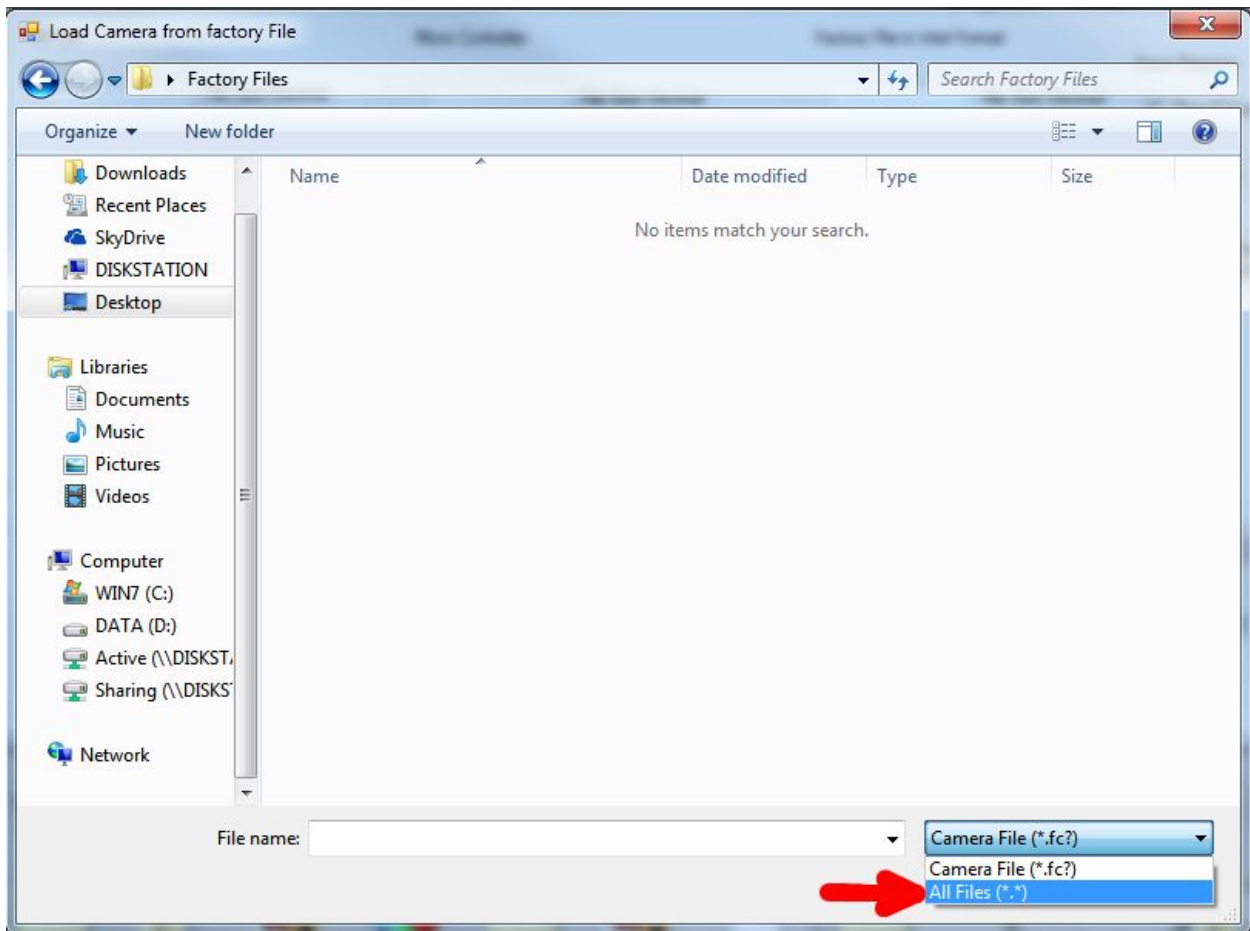 Load Camera from factory File
Factory Files
Search Factory Files
Organize
New folder
Name
Date modified
Type
Size
No items match your search.
Downloads
Recent Places
SkyDrive
DISKSTATION
Desktop
Libraries
Documents
Music
Pictures
Videos
Computer
WIN7 (C:)
DATA (D:)
Active (\\DISKSTA
Sharing (\\DISKS
Network
File name:
Camera File (*.fc?)
Camera File (*.fc?)
All Files (*.*)